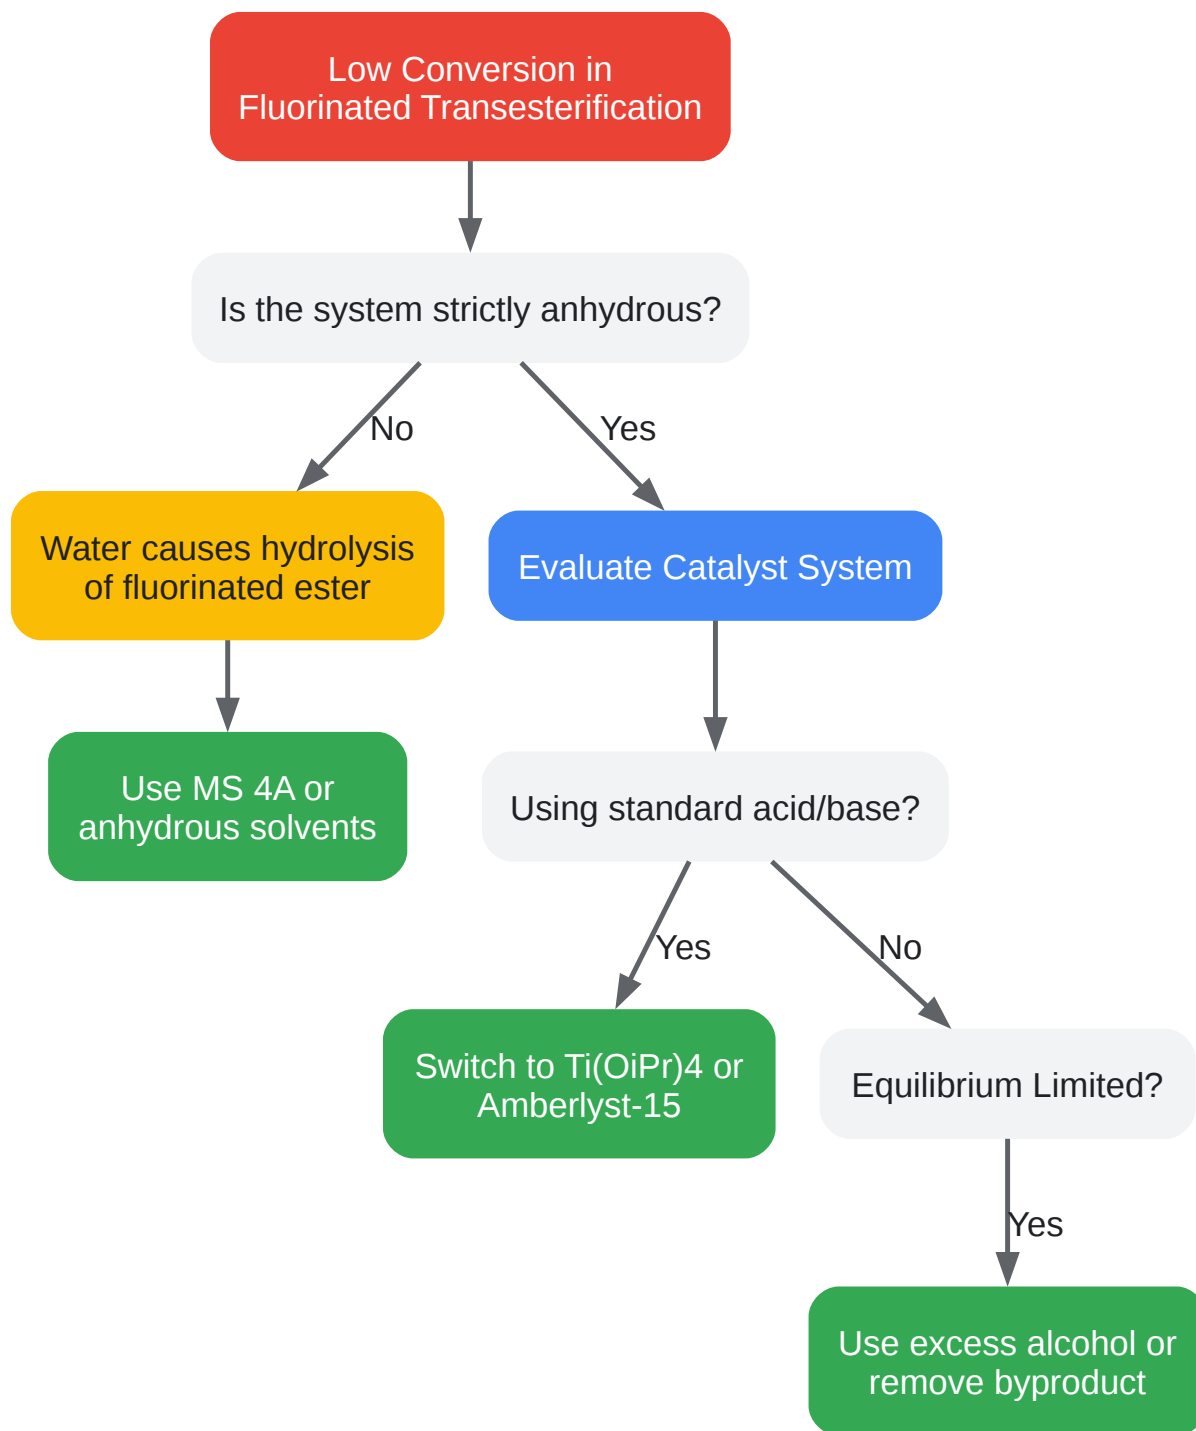 Low Conversion in
Fluorinated Transesterification
Is the system strictly anhydrous?
No
Yes
Water causes hydrolysis
of fluorinated ester
Evaluate Catalyst System
Use MS 4A or
anhydrous solvents
Using standard acid/base?
Yes
No
Switch to Ti(OiPr)4 or
Amberlyst-15
Equilibrium Limited?
Yes
Use excess alcohol or
remove byproduct